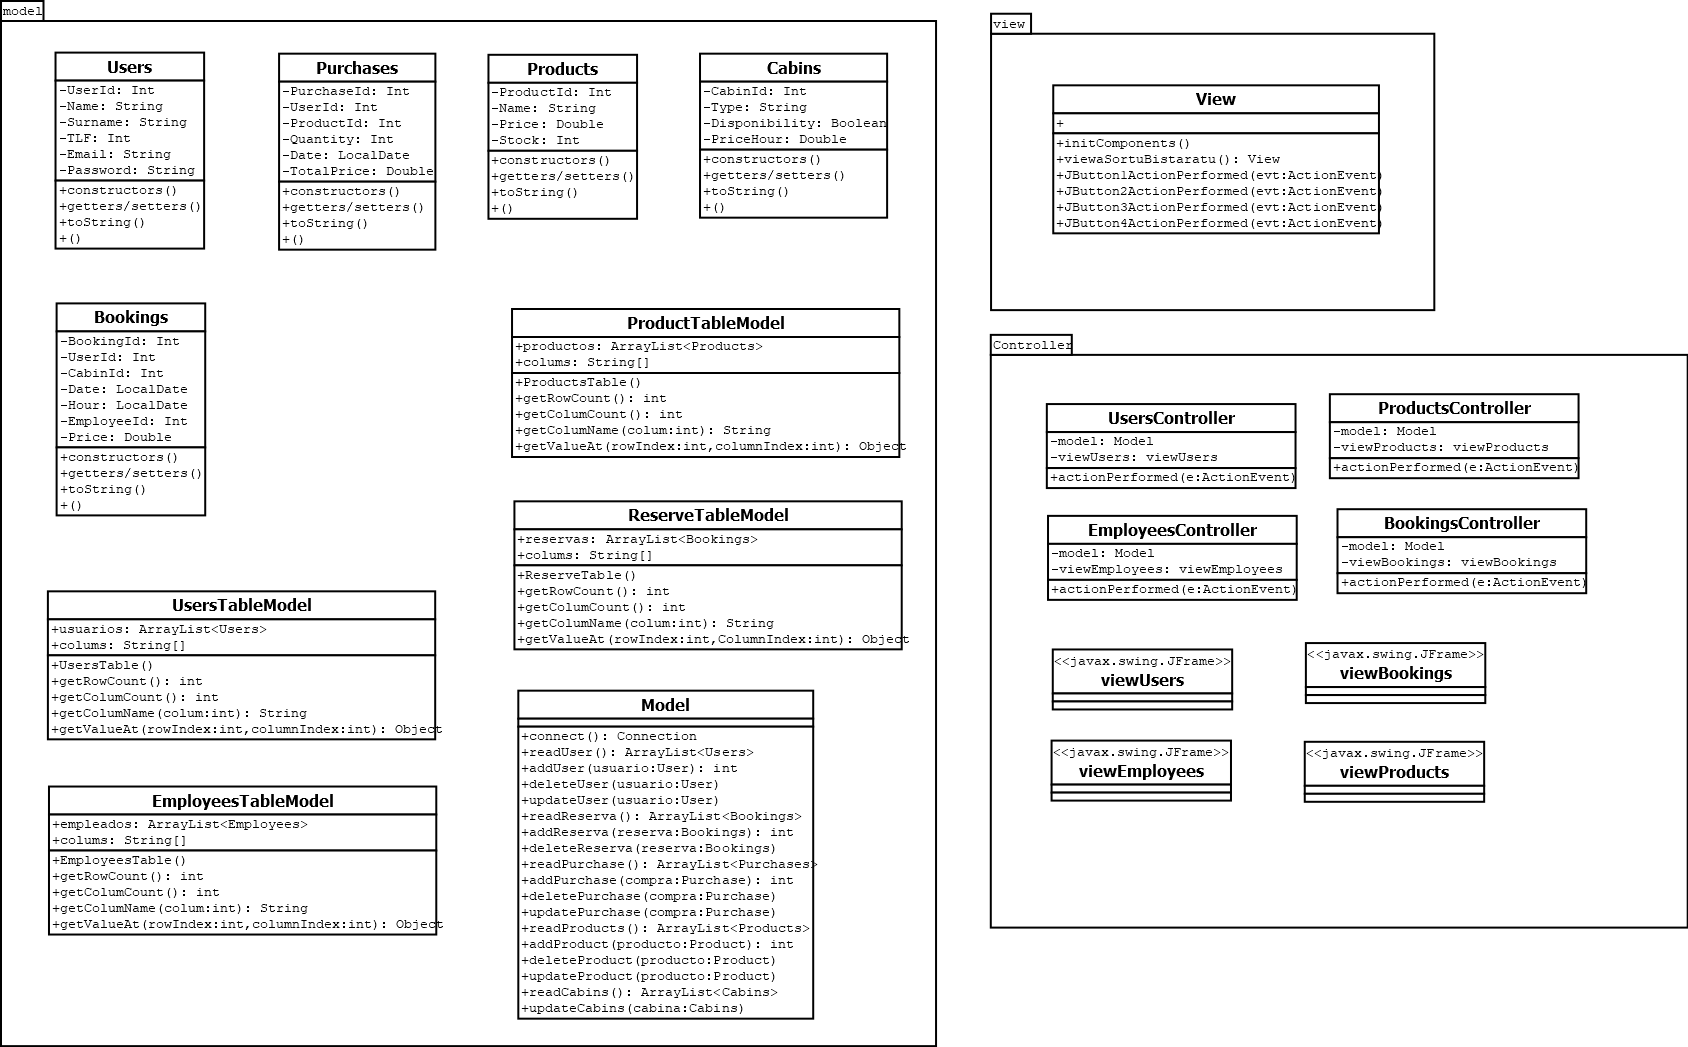 model
Users
-UserId: Int
-Name: String
-Surname: String
-TLF: Int
-Email: String
-Password: String
+constructors()
+getters/setters()
+toString()
+()
Purchases
-PurchaseId: Int
-UserId: Int
-ProductId: Int
-Quantity: Int
-Date: LocalDate
-TotalPrice: Double
+constructors()
+getters/setters()
+toString()
+()
Products
-ProductId: Int
-Name: String
-Price: Double
-Stock: Int
+constructors()
+getters/setters()
+toString()
+()
Cabins
-CabinId: Int
-Type: String
-Disponibility: Boolean
-PriceHour: Double
+constructors()
+getters/setters()
+toString()
+()
Bookings
-BookingId: Int
-UserId: Int
-CabinId: Int
-Date: LocalDate
-Hour: LocalDate
-EmployeeId: Int
-Price: Double
+constructors()
+getters/setters()
+toString()
+()
ProductTableModel
+productos: ArrayList<Products>
+colums: String[]
+ProductsTable()
+getRowCount(): int
+getColumCount(): int
+getColumName(colum:int): String
+getValueAt(rowIndex:int,columnIndex:int): Object
ReserveTableModel
+reservas: ArrayList<Bookings>
+colums: String[]
+ReserveTable()
+getRowCount(): int
+getColumCount(): int
+getColumName(colum:int): String
+getValueAt(rowIndex:int,ColumnIndex:int): Object
UsersTableModel
+usuarios: ArrayList<Users>
+colums: String[]
+UsersTable()
+getRowCount(): int
+getColumCount(): int
+getColumName(colum:int): String
+getValueAt(rowIndex:int,columnIndex:int): Object
EmployeesTableModel
+empleados: ArrayList<Employees>
+colums: String[]
+EmployeesTable()
+getRowCount(): int
+getColumCount(): int
+getColumName(colum:int): String
+getValueAt(rowIndex:int,columnIndex:int): Object
Model
+connect(): Connection
+readUser(): ArrayList<Users>
+addUser(usuario:User): int
+deleteUser(usuario:User)
+updateUser(usuario:User)
+readReserva(): ArrayList<Bookings>
+addReserva(reserva:Bookings): int
+deleteReserva(reserva:Bookings)
+readPurchase(): ArrayList<Purchases>
+addPurchase(compra:Purchase): int
+deletePurchase(compra:Purchase)
+updatePurchase(compra:Purchase)
+readProducts(): ArrayList<Products>
+addProduct(producto:Product): int
+deleteProduct(producto:Product)
+updateProduct(producto:Product)
+readCabins(): ArrayList<Cabins>
+updateCabins(cabina:Cabins)
view
View
+
+initComponents()
+viewaSortuBistaratu(): View
+JButton1ActionPerformed(evt:ActionEvent)
+JButton2ActionPerformed(evt:ActionEvent)
+JButton3ActionPerformed(evt:ActionEvent)
+JButton4ActionPerformed(evt:ActionEvent)
Controller
UsersController
-model: Model
-viewUsers: viewUsers
+actionPerformed(e:ActionEvent)
ProductsController
-model: Model
-viewProducts: viewProducts
+actionPerformed(e:ActionEvent)
EmployeesController
-model: Model
-viewEmployees: viewEmployees
+actionPerformed(e:ActionEvent)
BookingsController
-model: Model
-viewBookings: viewBookings
+actionPerformed(e:ActionEvent)
<<javax.swing.JFrame>>
viewUsers
<<javax.swing.JFrame>>
viewBookings
<<javax.swing.JFrame>>
viewEmployees
<<javax.swing.JFrame>>
viewProducts